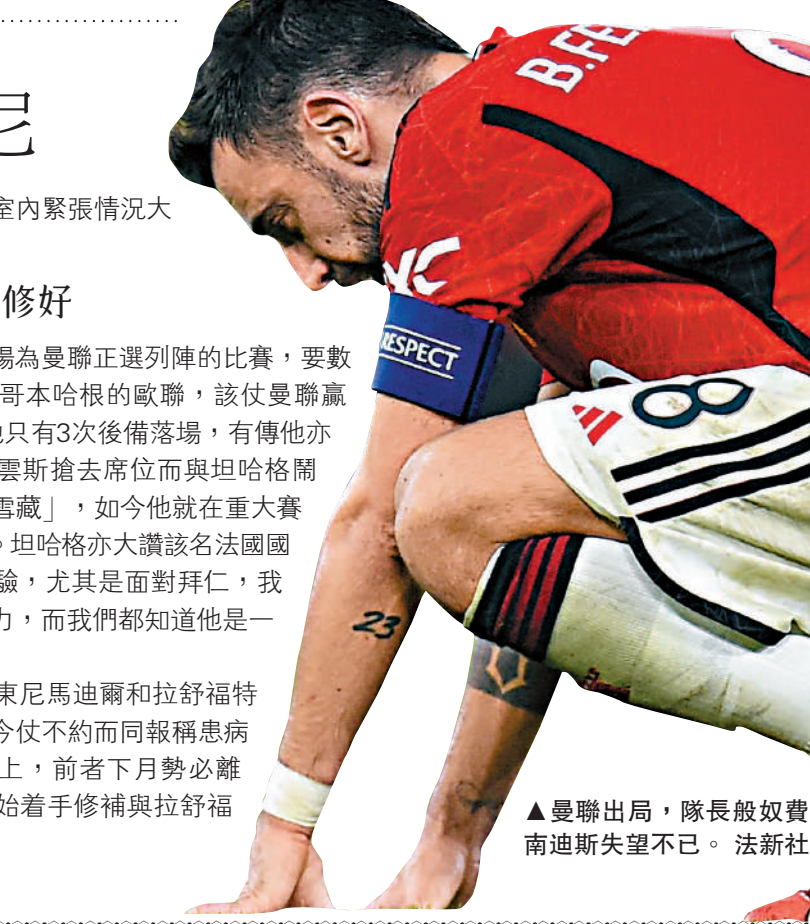 尼
室內緊張情況大
修好
場為曼聯正選列陣的比賽，要數
哥本哈根的歐聯，該仗曼聯贏
只有3次後備落場，有傳他亦
雲斯搶去席位而與坦哈格鬧
雪藏」，如今他就在重大賽
。坦哈格亦大讚該名法國國
驗，尤其是面對拜仁，我
力，而我們都知道他是一
東尼馬迪爾和拉舒福特
今仗不約而同報稱患病
上，前者下月勢必離
始着手修補與拉舒福
B.FE
RESPECT
8
23
▲曼聯出局，隊長般奴費
南迪斯失望不已。 法新社